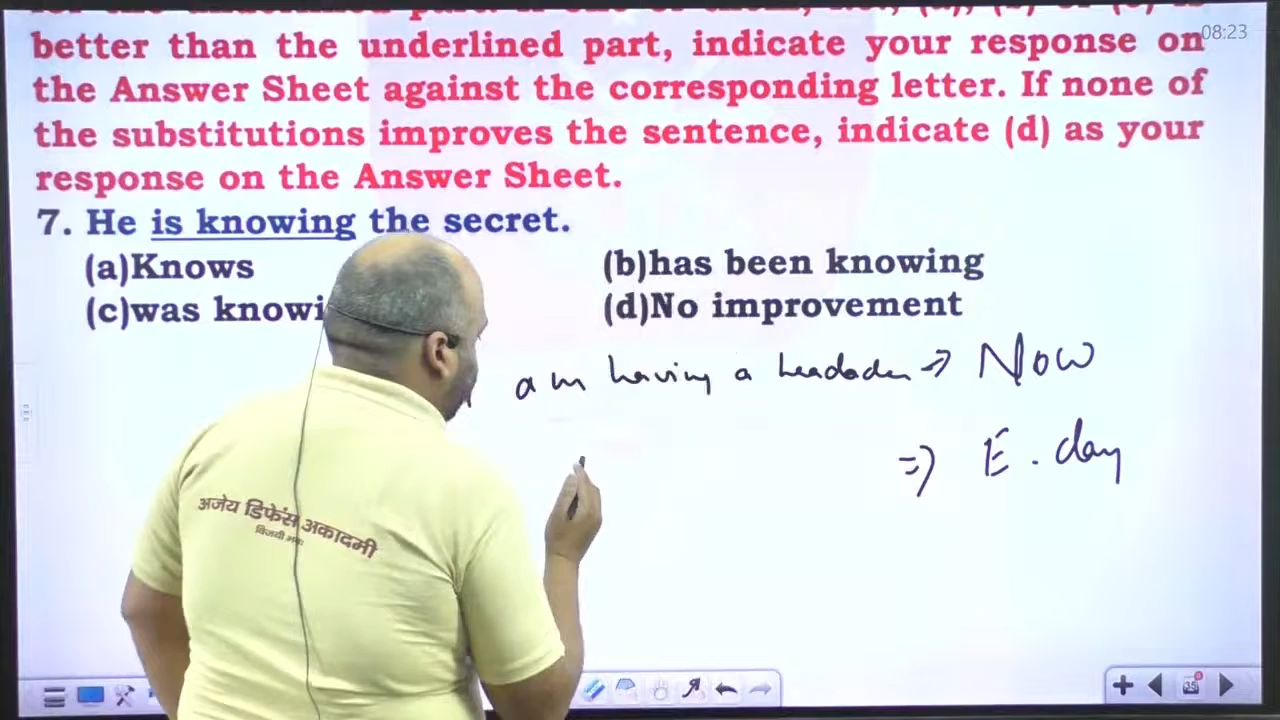 08:23
better than the underlined part, indicate your response on
the Answer Sheet against the corresponding letter. If none of
the substitutions improves the sentence, indicate (d) as your
response on the Answer Sheet.
7. He is knowing the secret.
(a)Knows (b)has been knowing
(c)was knowi (d)No improvement
am having a ⇒ Now
⇒ E. day
अजेय डिफेंस अकादमी